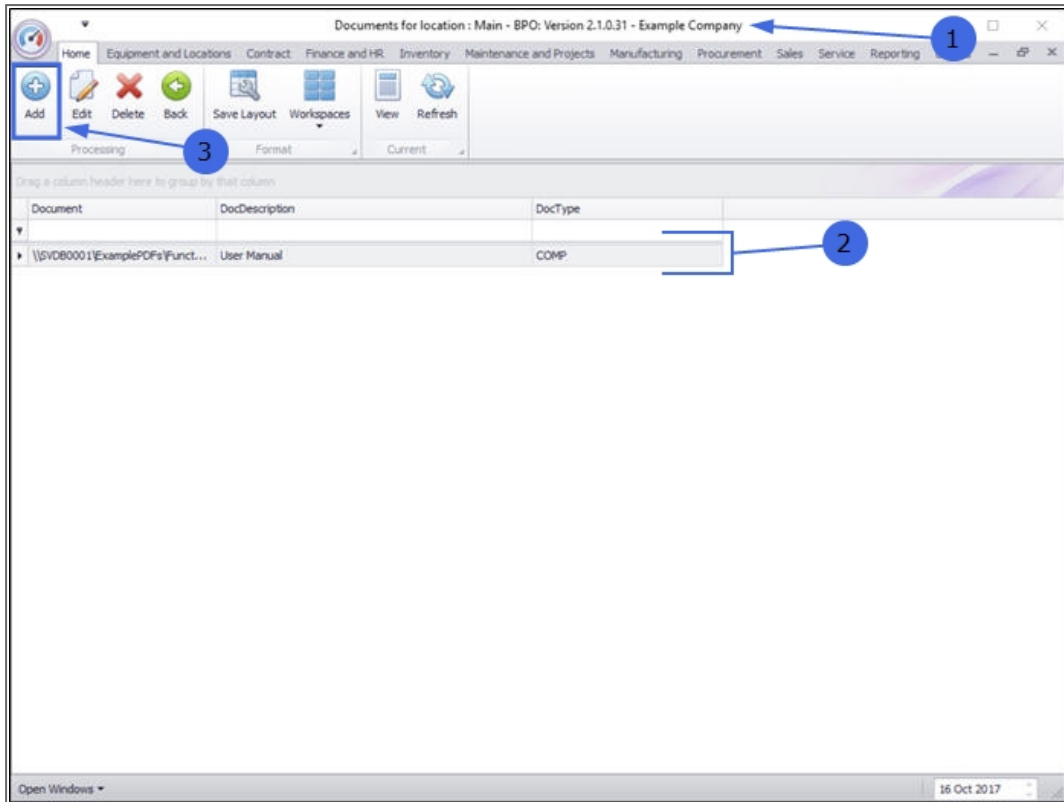 Documents for location : Main - BPO: Version 2.1.0.31 - Example Company
1
Home Equipment and Locations Contract Finance and HR Inventory Maintenance and Projects Manufacturing Procurement Sales Service Reporting
Add Edit Delete Back Save Layout Workspaces View Refresh
3
Processing Format Current
Drag a column header here to group by that column
Document DocDescription DocType
2
\\SVDB0001\ExamplePDFs\Funct... User Manual COMP
Open Windows 16 Oct 2017